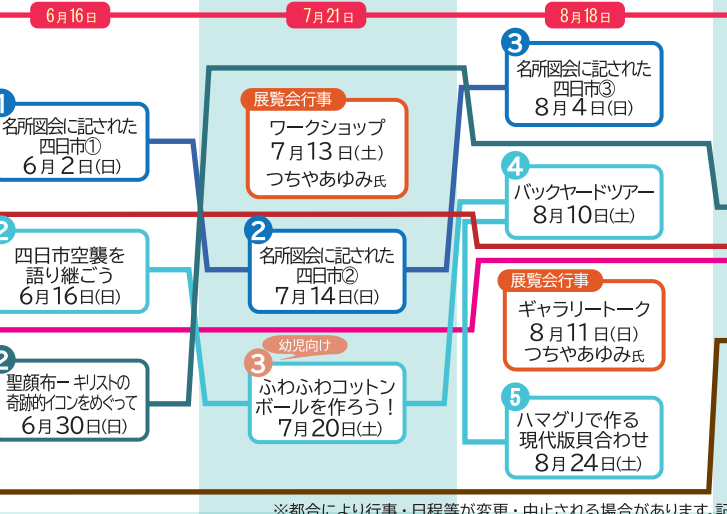 6月16日
7月21日
8月18日
1
名所図会に記された
四日市①
6月2日(日)
2
四日市空襲を
語り継ごう
6月16日(日)
2
聖顔布ー キリストの
奇跡的イコンをめぐって
6月30日(日)
展覧会行事
ワークショップ
7月13日(土)
つちやあゆみ氏
2
名所図会に記された
四日市②
7月14日(日)
幼児向け
3
ふわふわコットン
ボールを作ろう！
7月20日(土)
3
名所図会に記された
四日市③
8月4日(日)
4
バックヤードツアー
8月10日(土)
展覧会行事
ギャラリートーク
8月11日(日)
つちやあゆみ氏
5
ハマグリで作る
現代版貝合わせ
8月24日(土)
※都合により行事・日程等が変更・中止される場合があります。記